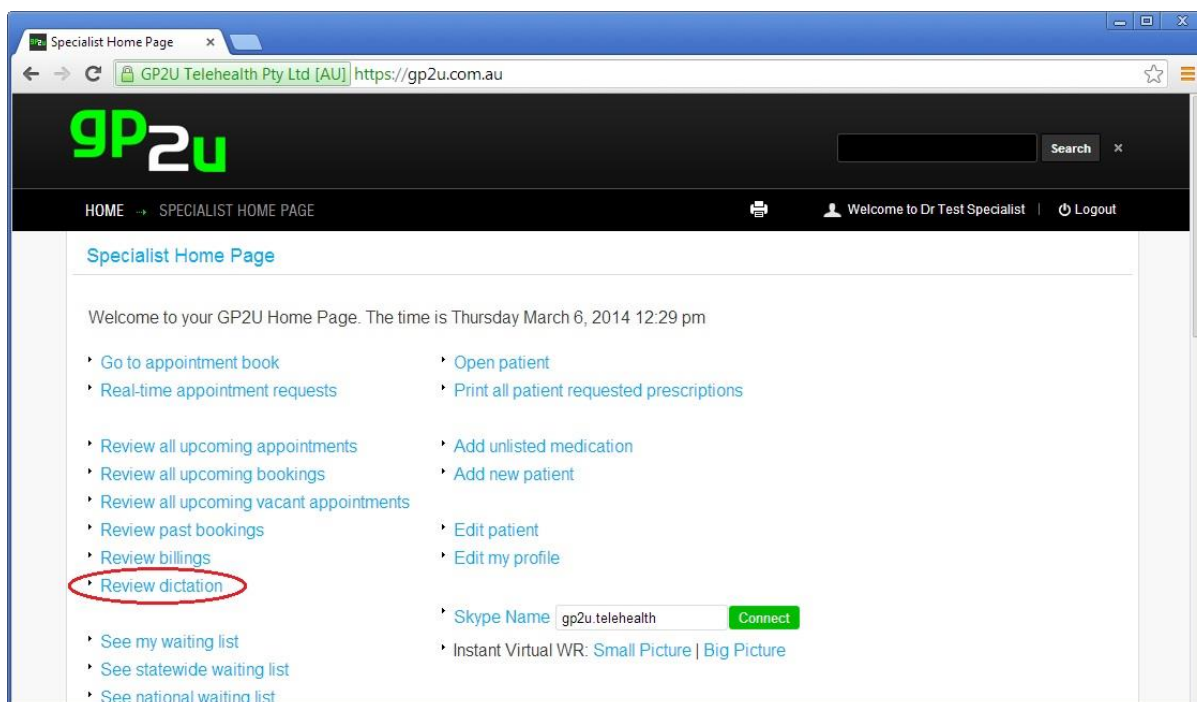 Specialist Home Page
GP2U Telehealth Pty Ltd [AU] https://gp2u.com.au
gp2u
Search
HOME SPECIALIST HOME PAGE Welcome to Dr Test Specialist | Logout
Specialist Home Page
Welcome to your GP2U Home Page. The time is Thursday March 6, 2014 12:29 pm
Go to appointment book
Real-time appointment requests
Review all upcoming appointments
Review all upcoming bookings
Review all upcoming vacant appointments
Review past bookings
Review billings
Review dictation
See my waiting list
See statewide waiting list
See national waiting list
Open patient
Print all patient requested prescriptions
Add unlisted medication
Add new patient
Edit patient
Edit my profile
Skype Name gp2u.telehealth Connect
Instant Virtual WR: Small Picture | Big Picture